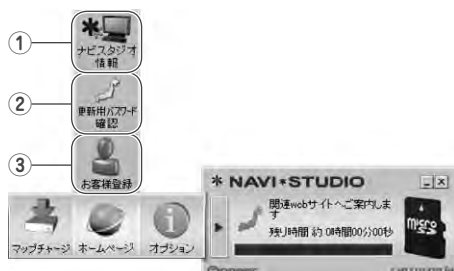 1
ナビスタジオ
情報
2
更新用パスワード
確認
3
お客様登録
マップチャージ
ホームページ
オプション
* NAVI*STUDIO
関連webサイトへご案内しま
す
残り時間 約 0時間00分00秒
micro
Pioneer
carrozzeria